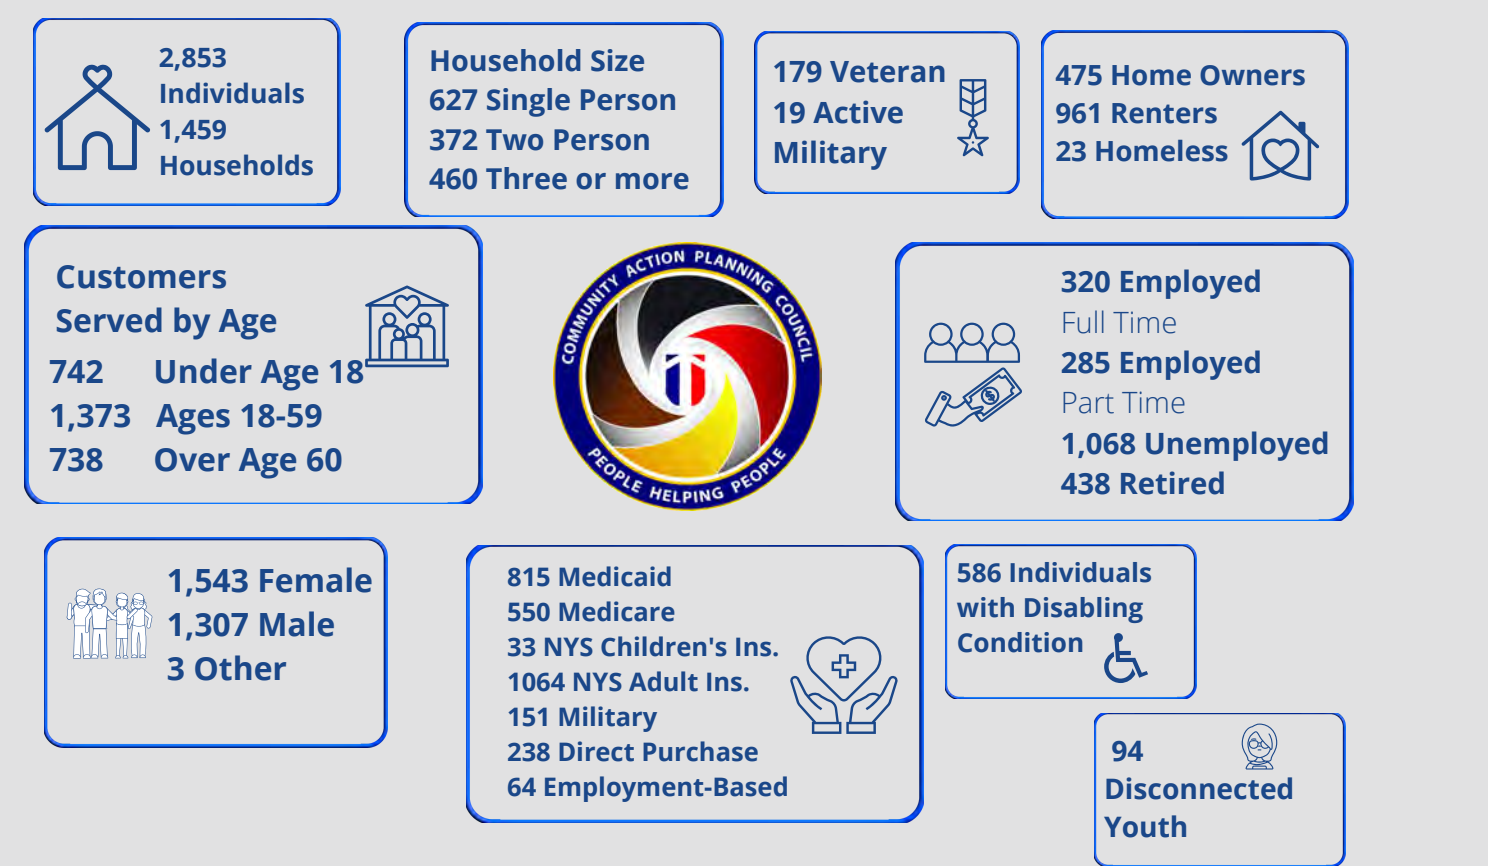 2,853
Individuals
1,459
Households
Household Size
627 Single Person
372 Two Person
460 Three or more
179 Veteran
19 Active
Military
475 Home Owners
961 Renters
23 Homeless
Customers
Served by Age
742 Under Age 18
1,373 Ages 18-59
738 Over Age 60
COMMUNITY ACTION PLANNING COUNCIL
PEOPLE HELPING PEOPLE
320 Employed
Full Time
285 Employed
Part Time
1,068 Unemployed
438 Retired
1,543 Female
1,307 Male
3 Other
815 Medicaid
550 Medicare
33 NYS Children's Ins.
1064 NYS Adult Ins.
151 Military
238 Direct Purchase
64 Employment-Based
586 Individuals
with Disabling
Condition
94
Disconnected
Youth